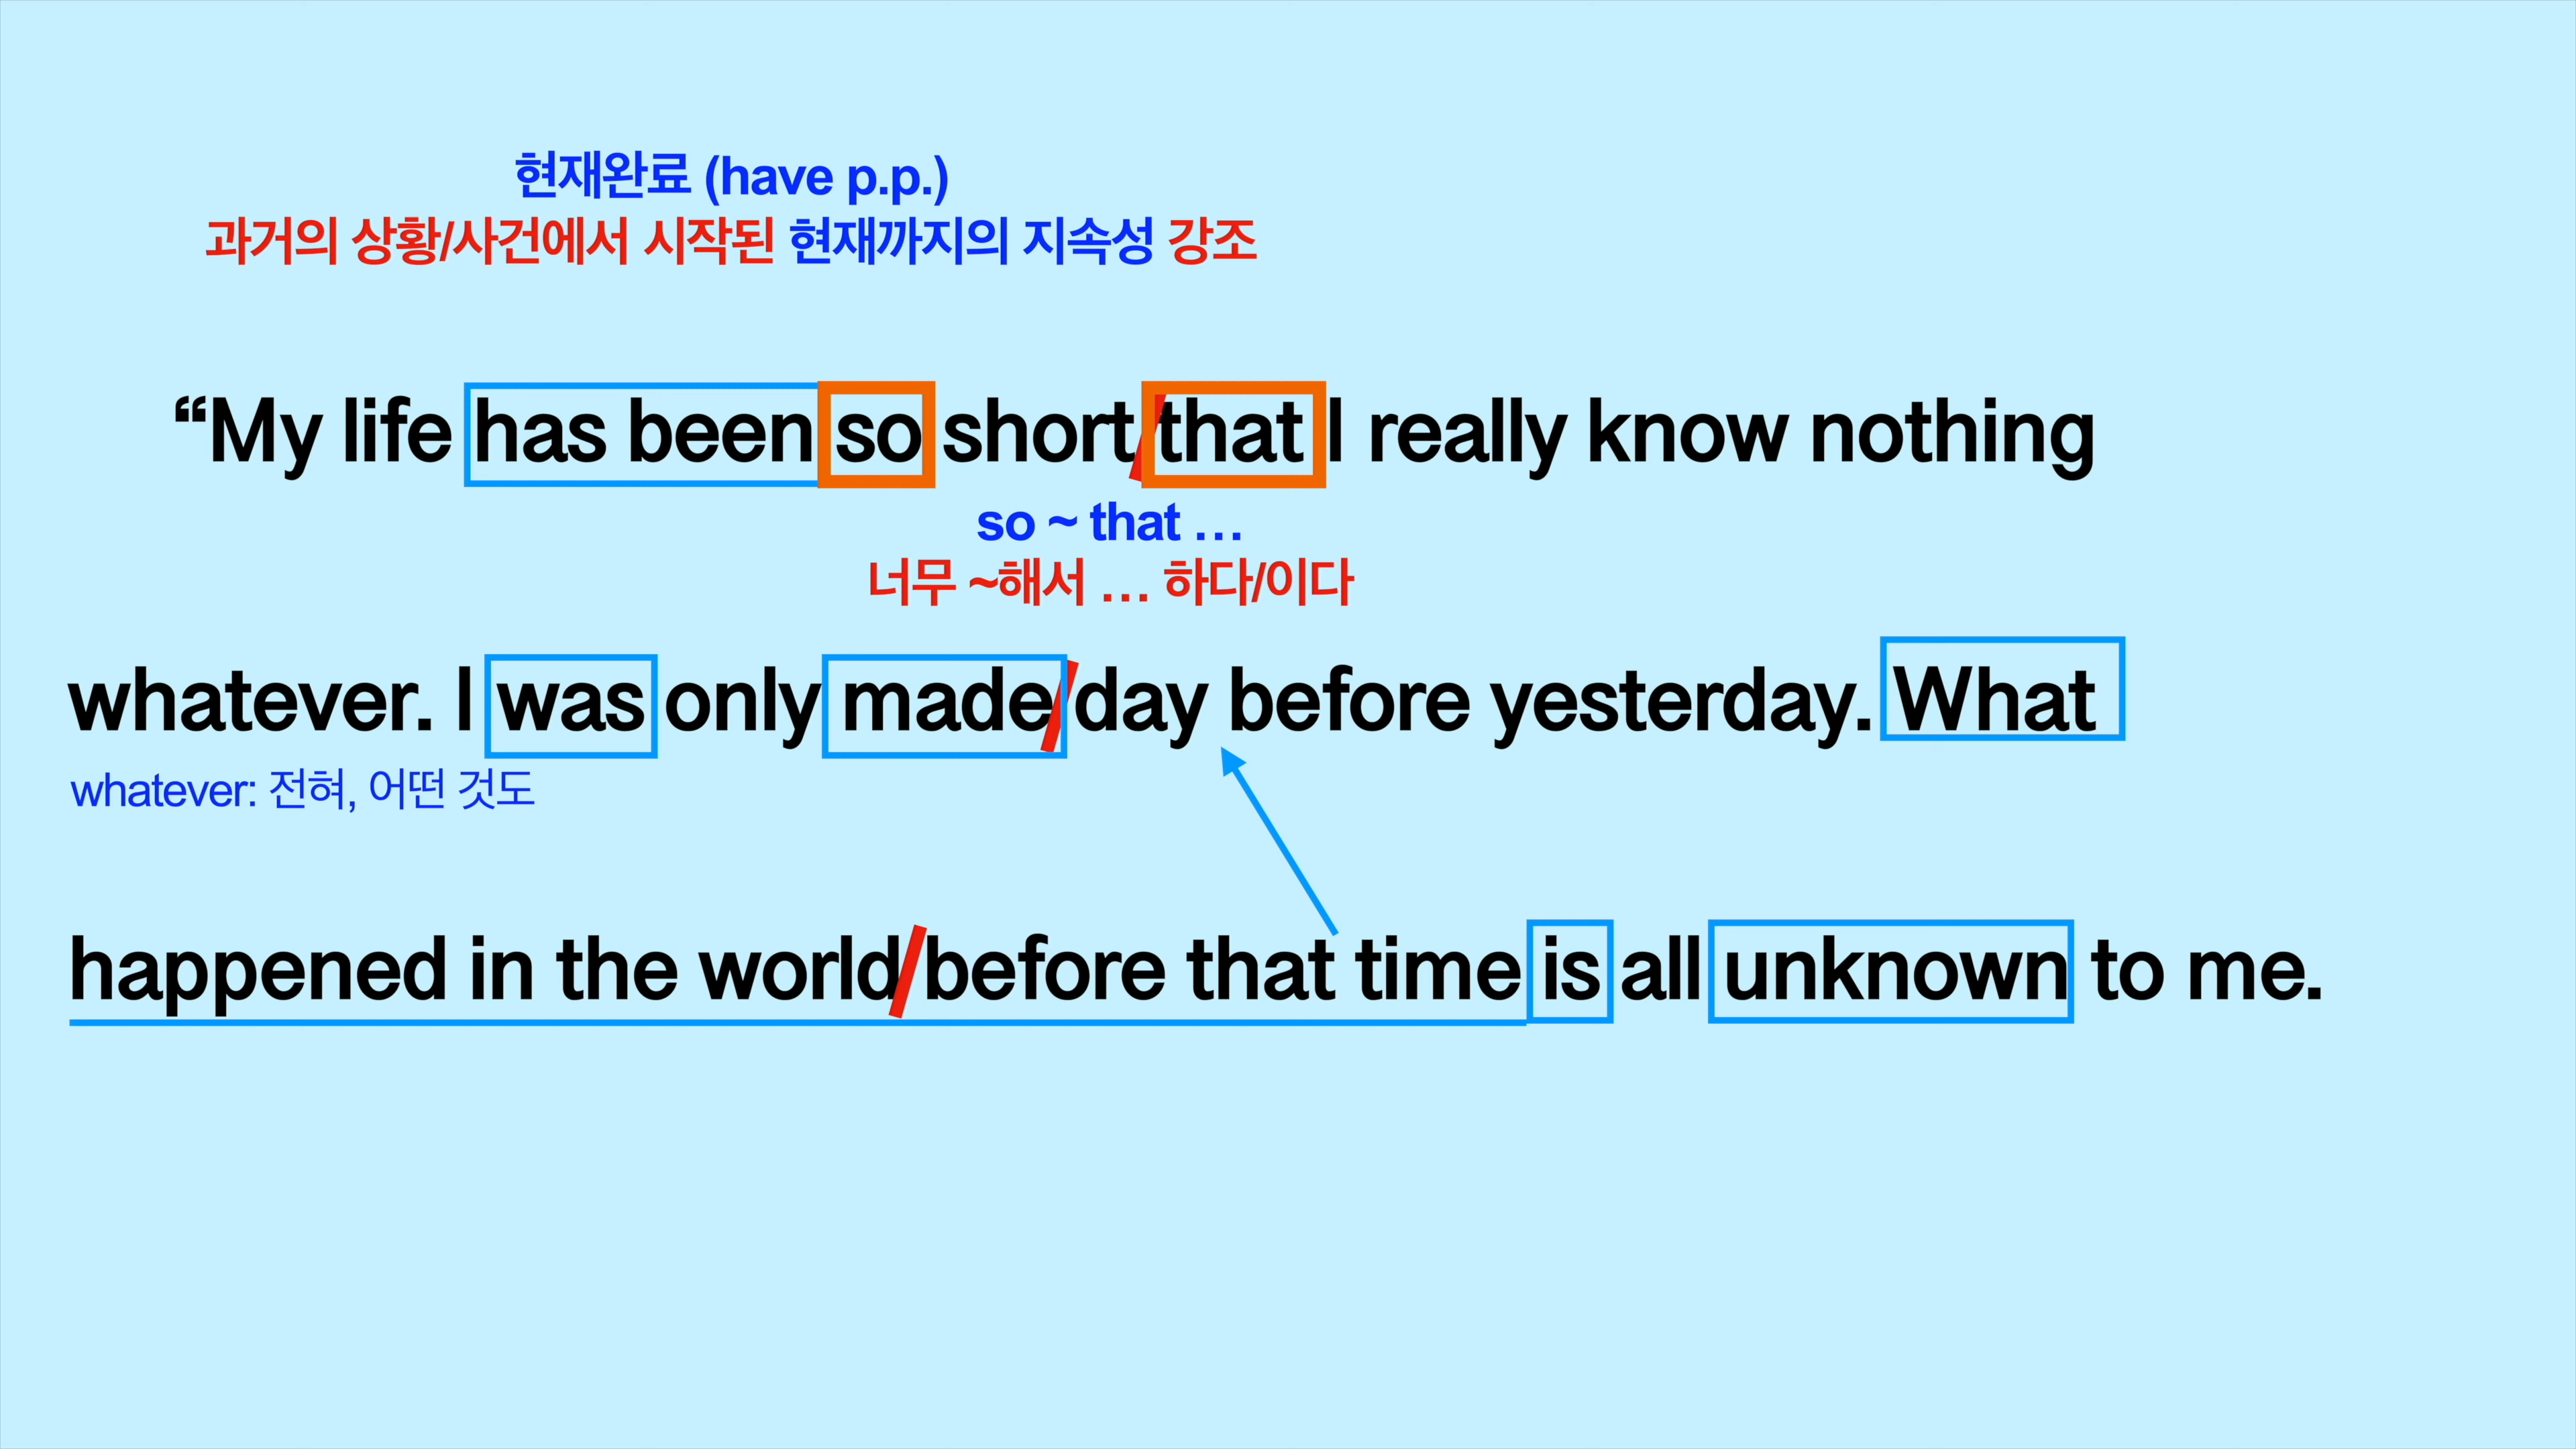 현재완료 (have p.p.)
과거의 상황/사건에서 시작된 현재까지의 지속성 강조
“My life has been so short that I really know nothing
so ~ that …
너무 ~해서 … 하다/이다
whatever. I was only made day before yesterday. What
whatever: 전혀, 어떤 것도
happened in the world before that time is all unknown to me.